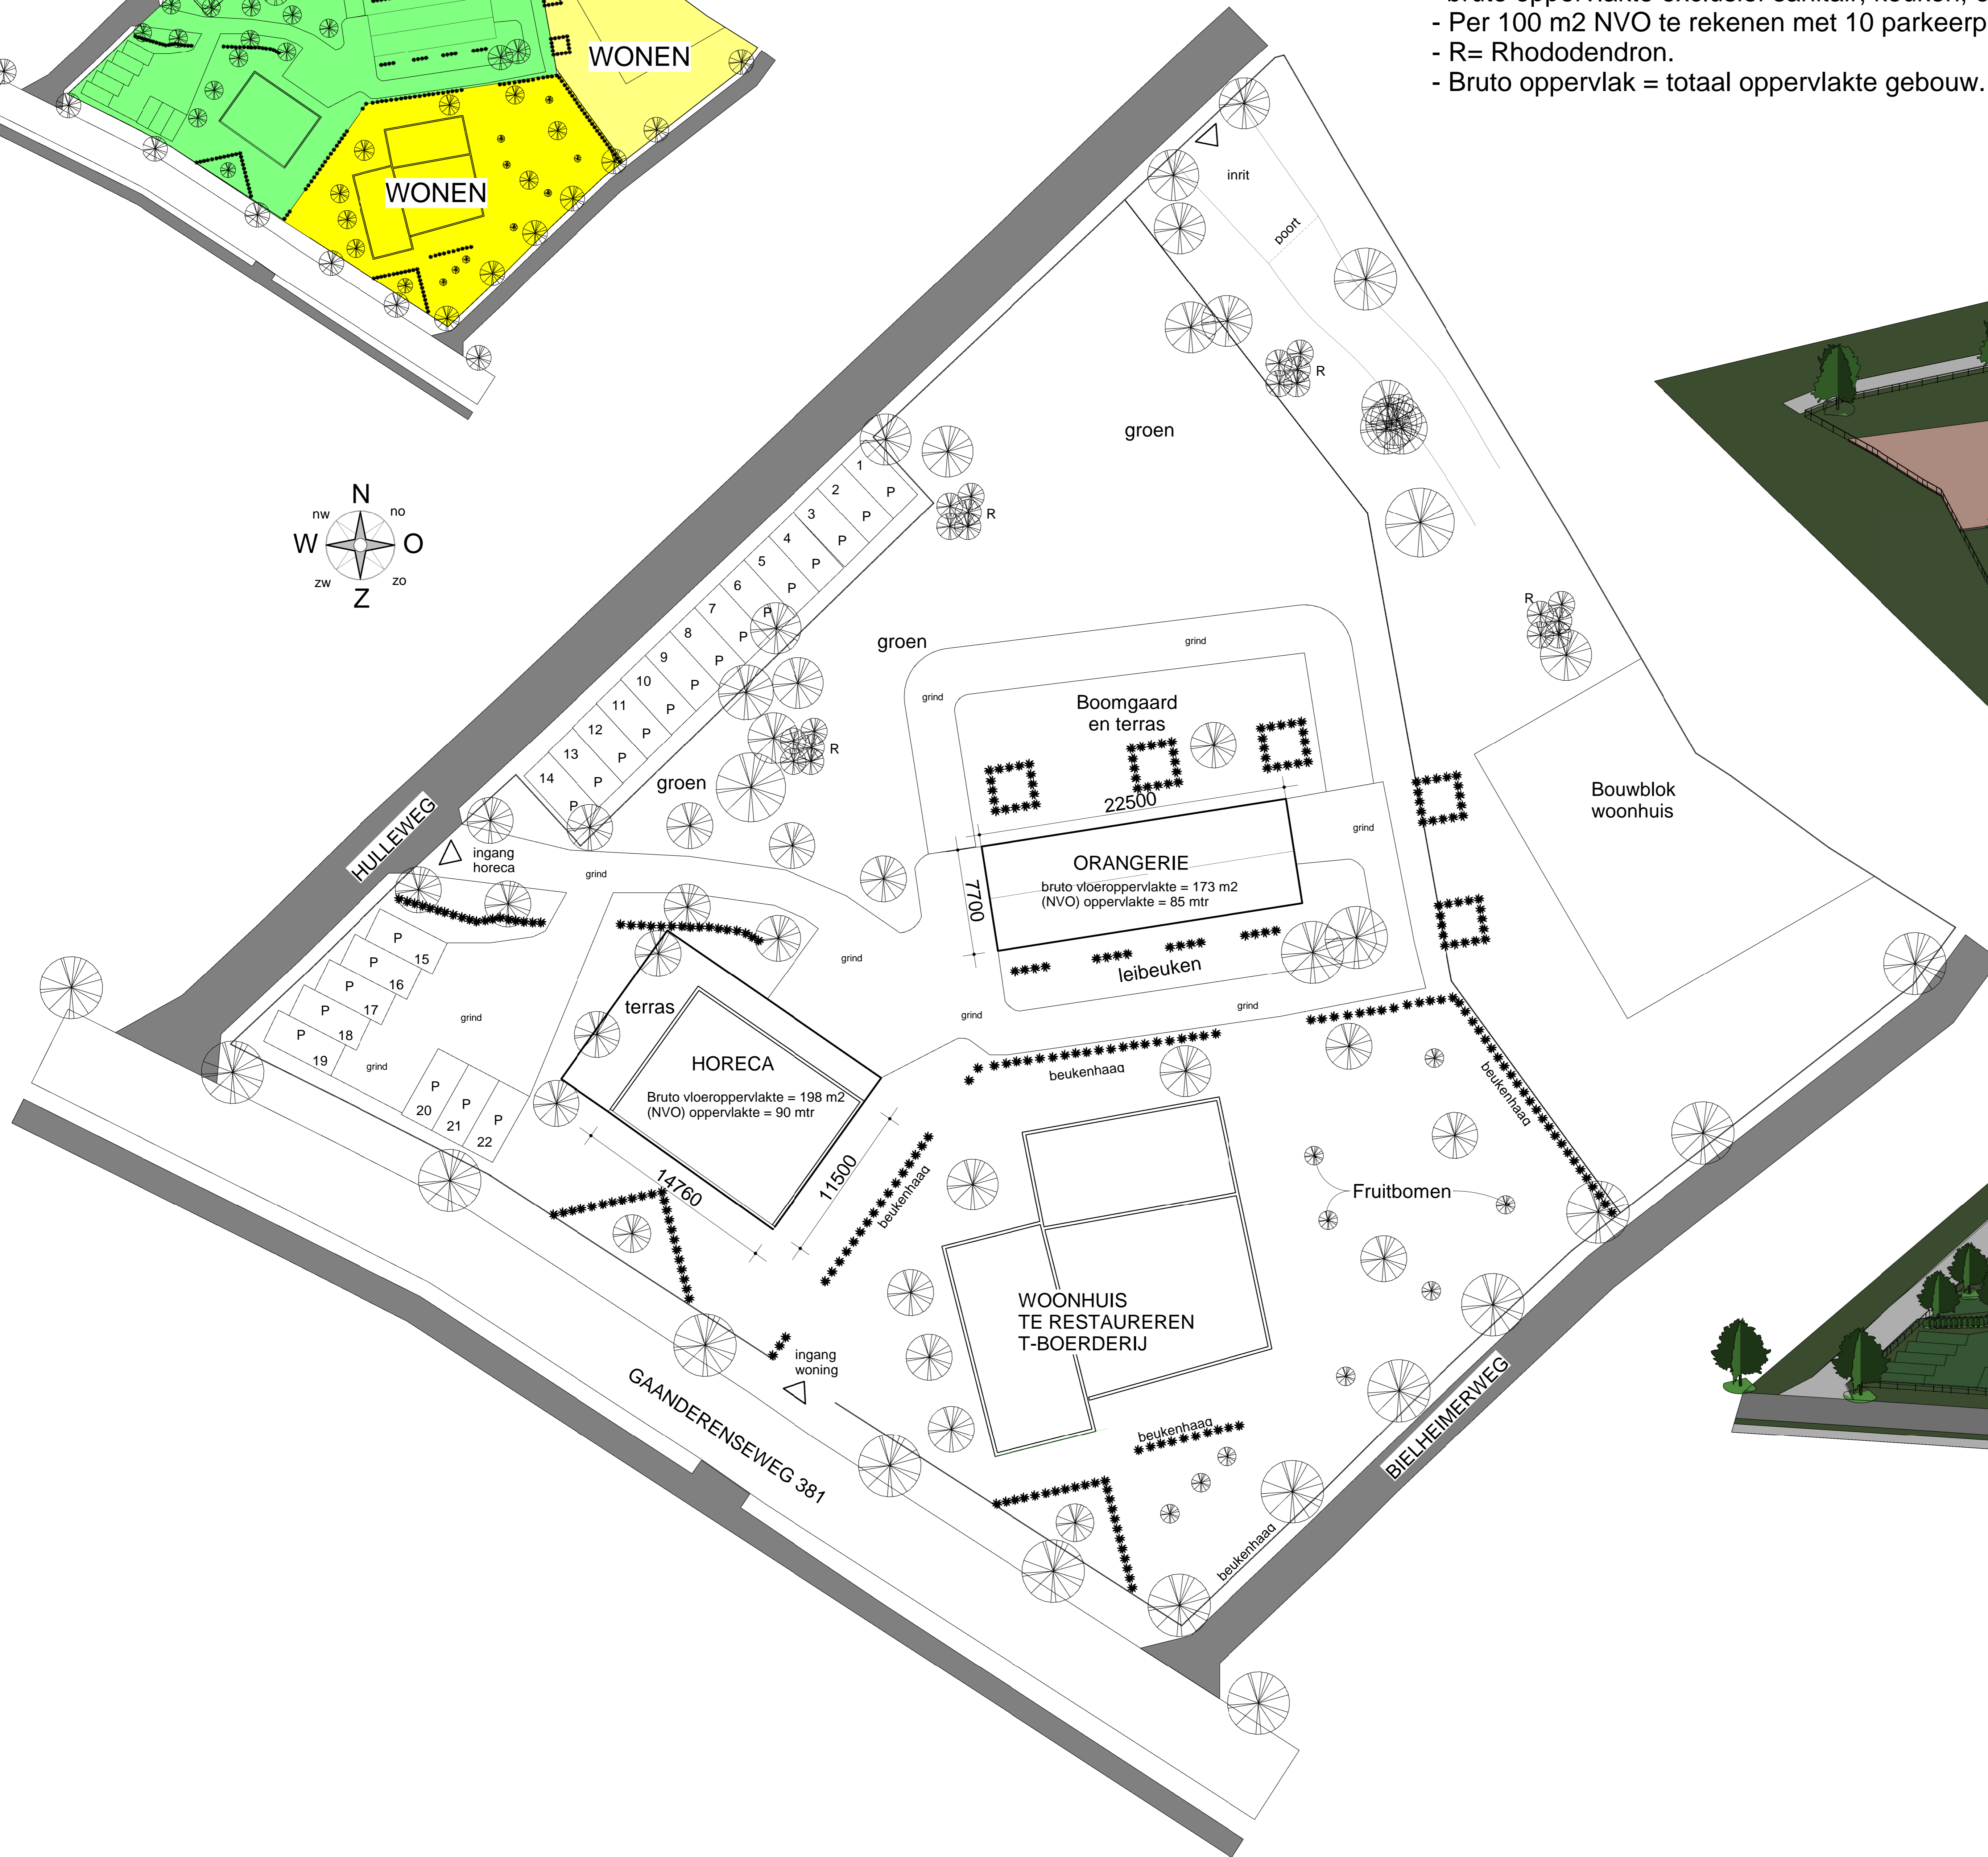 - Per 100 m2 NVO te rekenen met 10
- R= Rhododendron.
- Bruto oppervlak = totaal oppervlakte gebouw.
WONEN
WONEN
inrit
poort
R
groen
N
nw
no
W
O
zw
zo
Z
1
P
2
P
3
P
4
P
5
P
6
P
7
P
8
P
9
P
10
P
11
P
12
P
13
P
14
P
R
R
R
groen
grind
grind
Boomgaard
en terras
groen
22500
Bouwblok
woonhuis
HULLEWEG
ingang
horeca
grind
grind
ORANGERIE
bruto vloeroppervlakte = 173 m2
(NVO) oppervlakte = 85 mtr
7700
P
15
P
16
P
17
P
18
P
19
grind
grind
P
20
P
21
P
22
terras
grind
leibeuken
grind
grind
HORECA
Bruto vloeroppervlakte = 198 m2
(NVO) oppervlakte = 90 mtr
14760
11500
beukenhaag
beukenhaag
beukenhaag
Fruitbomen
WOONHUIS
TE RESTAUREREN
T-BOERDERIJ
ingang
woning
GAANDERENSEWEG 381
beukenhaag
beukenhaag
BIELHEIMERWEG